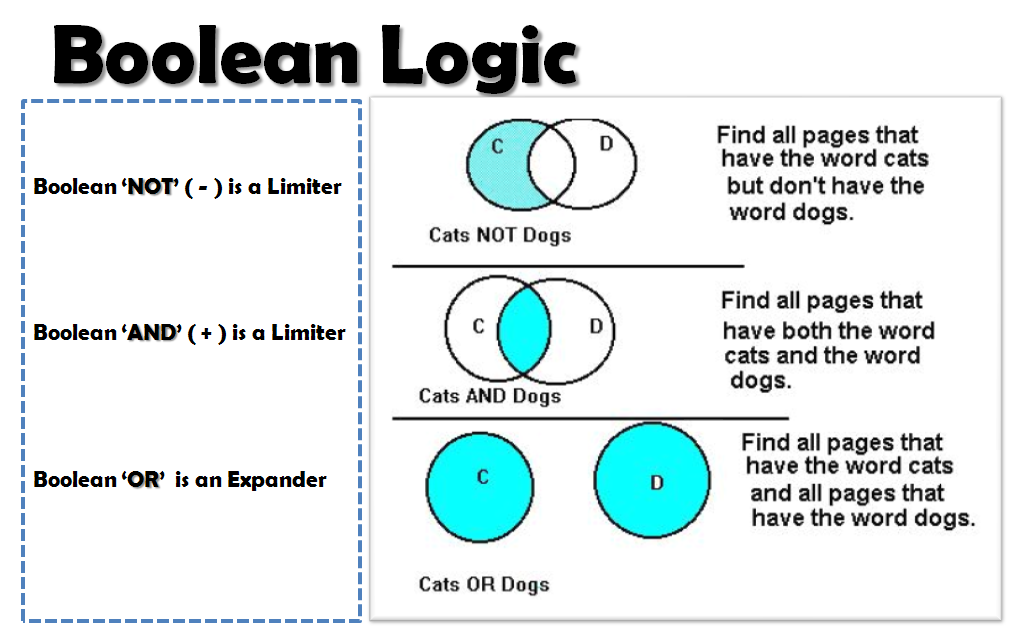 Boolean Logic
Boolean ‘NOT’ ( - ) is a Limiter
C
D
Cats NOT Dogs
Find all pages that
have the word cats
but don't have the
word dogs.
Boolean ‘AND’ ( + ) is a Limiter
C
D
Cats AND Dogs
Find all pages that
have both the word
cats and the word
dogs.
Boolean ‘OR’ is an Expander
C
D
Cats OR Dogs
Find all pages that
have the word cats
and all pages that
have the word dogs.